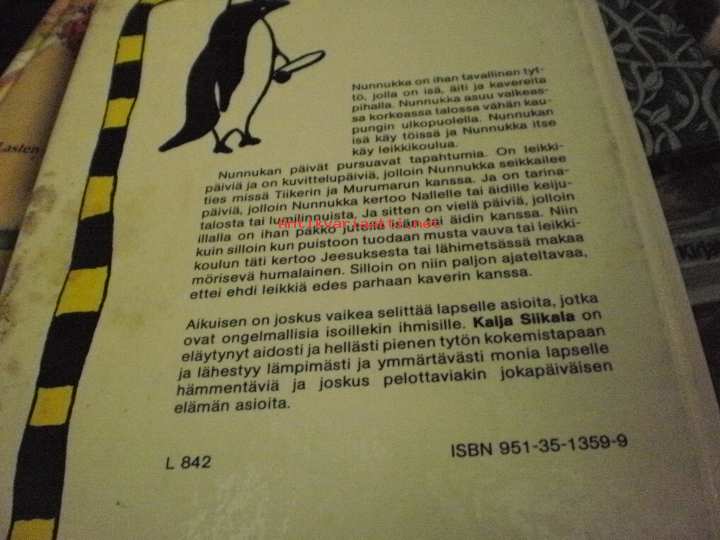 Lasten
Nunnukka on ihan tavallinen tyt-
tö, jolla on isä, äiti ja kavereita
pihalla. Nunnukka asuu valkeas-
sa korkeassa talossa vähän kau-
pungin ulkopuolella. Nunnukan
isä käy töissä ja Nunnukka itse
käy leikkikoulua.
Nunnukan päivät pursuavat tapahtumia. On leikki-
päiviä ja on kuvittelupäiviä, jolloin Nunnukka seikkailee
ties missä Tiikerin ja Murumarun kanssa. Ja on tarina-
päiviä, jolloin Nunnukka kertoo Nallelle tai äidille keiju-
talosta tai lumilinnuista. Ja sitten on vielä päiviä, jolloin
illalla on ihan pakko jutella isän tai äidin kanssa. Niin
kuin silloin kun puistoon tuodaan musta vauva tai leikki-
koulun täti kertoo Jeesuksesta tai lähimetsässä makaa
mörisevä humalainen. Silloin on niin paljon ajateltavaa,
ettei ehdi leikkiä edes parhaan kaverin kanssa.
Aikuisen on joskus vaikea selittää lapselle asioita, jotka
ovat ongelmallisia isoillekin ihmisille. Kaija Siikala on
eläytynyt aidosti ja hellästi pienen tytön kokemistapaan
ja lähestyy lämpimästi ja ymmärtävästi monia lapselle
hämmentäviä ja joskus pelottaviakin jokapäiväisen
elämän asioita.
L 842
ISBN 951-35-1359-9